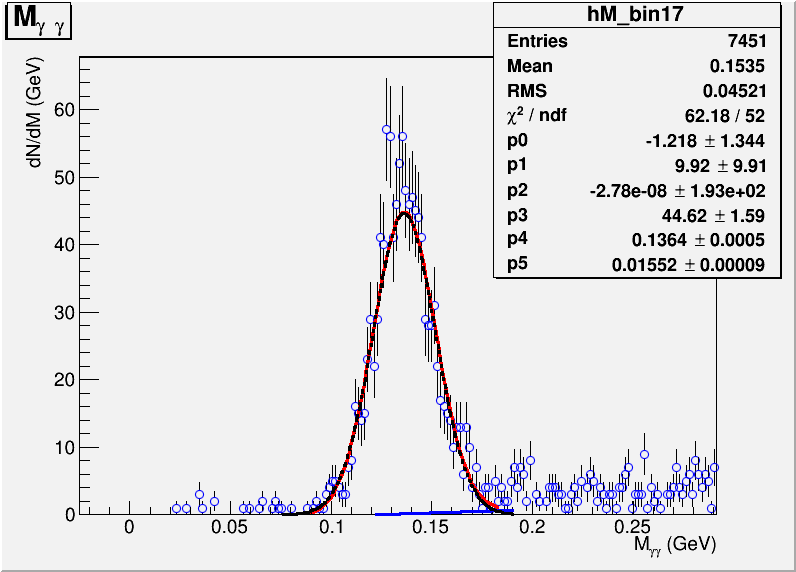 Mγ γ
hM_bin17
Entries 7451
Mean 0.1535
RMS 0.04521
χ² / ndf 62.18 / 52
p0 -1.218 ± 1.344
p1 9.92 ± 9.91
p2 -2.78e-08 ± 1.93e+02
p3 44.62 ± 1.59
p4 0.1364 ± 0.0005
p5 0.01552 ± 0.00009
dN/dM (GeV)
60
50
40
30
20
10
0
0 0.05 0.1 0.15 0.2 0.25
Mγγ (GeV)